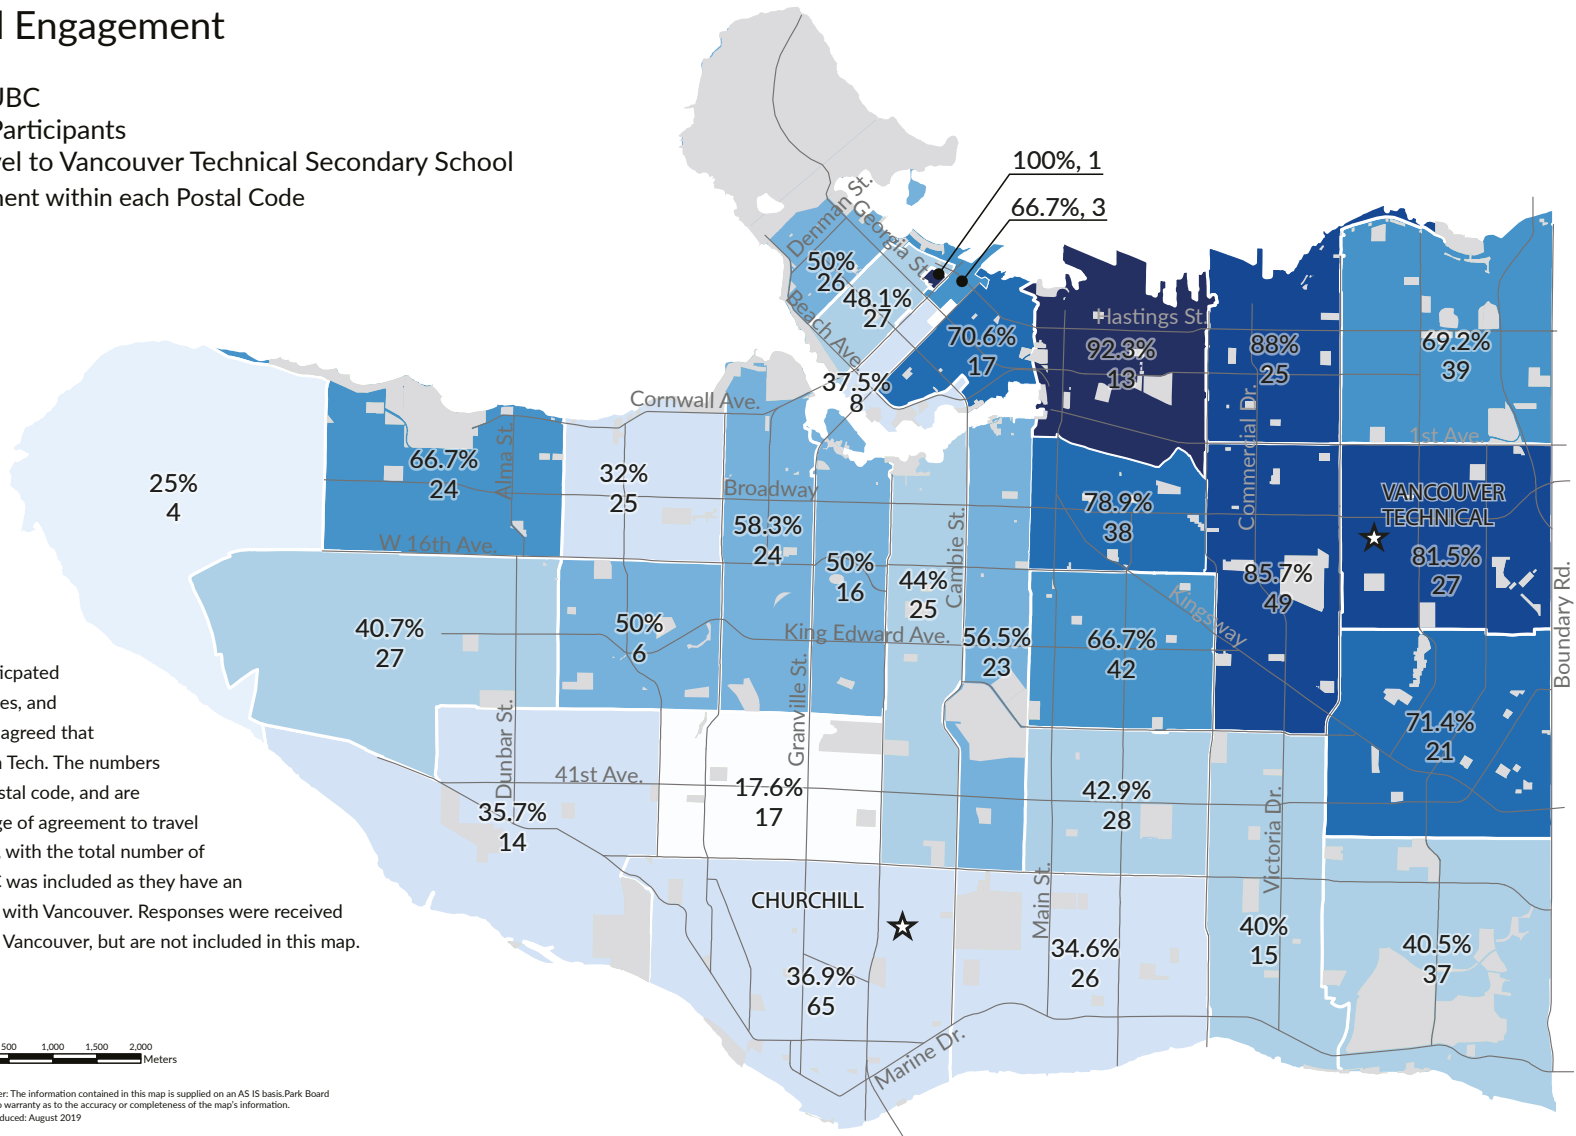 Engagement
UBC
Participants
el to Vancouver Technical Secondary School
ent within each Postal Code
100%, 1
66.7%, 3
Denman St.
Georgia St.
50%
26
48.1%
27
Beach Ave.
70.6%
17
37.5%
8
Hastings St.
92.3%
13
88%
25
69.2%
39
Cornwall Ave.
Commercial Dr.
1st Ave.
25%
4
66.7%
24
Alma St.
32%
25
Broadway
58.3%
24
W 16th Ave.
50%
16
44%
25
Cambie St.
78.9%
38
VANCOUVER
TECHNICAL
81.5%
27
85.7%
49
Kingsway
Boundary Rd.
40.7%
27
50%
6
King Edward Ave.
56.5%
23
66.7%
42
71.4%
21
Granville St.
Dunbar St.
41st Ave.
35.7%
14
17.6%
17
42.9%
28
Victoria Dr.
Main St.
CHURCHILL
36.9%
65
34.6%
26
40%
15
40.5%
37
Marine Dr.
icpated
es, and
agreed that
Tech. The numbers
stal code, and are
ge of agreement to travel
, with the total number of
was included as they have an
with Vancouver. Responses were received
Vancouver, but are not included in this map.
500 1,000 1,500 2,000
Meters
er: The information contained in this map is supplied on an AS IS basis.Park Board
o warranty as to the accuracy or completeness of the map's information.
duced: August 2019